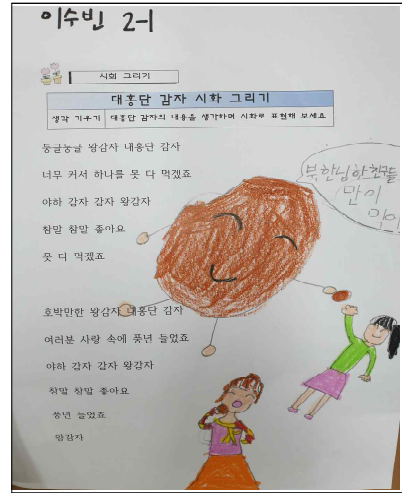 이수빈 2-1
시화 그리기
대홍단 감자 시화 그리기
생각 키우기 대홍단 감자의 내용을 생각하며 시화로 표현해 보세요
둥글둥글 왕감자 대홍단 감자
너무 커서 하나를 못 다 먹겠죠
야하 감자 감자 왕감자
참말 참말 좋아요
못 다 먹겠죠
호박만한 왕감자 대홍단 감자
여러분 사랑 속에 풍년 들었죠
야하 감자 감자 왕감자
참말 참말 좋아요
풍년 들었죠
왕감자
친구들
만이